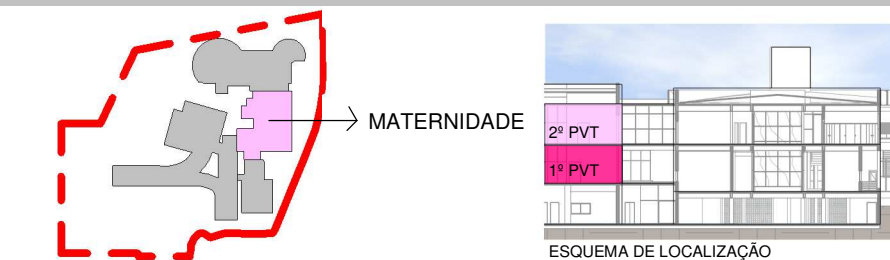 MATERNIDADE
2º PVT
1º PVT
ESQUEMA DE LOCALIZAÇÃO